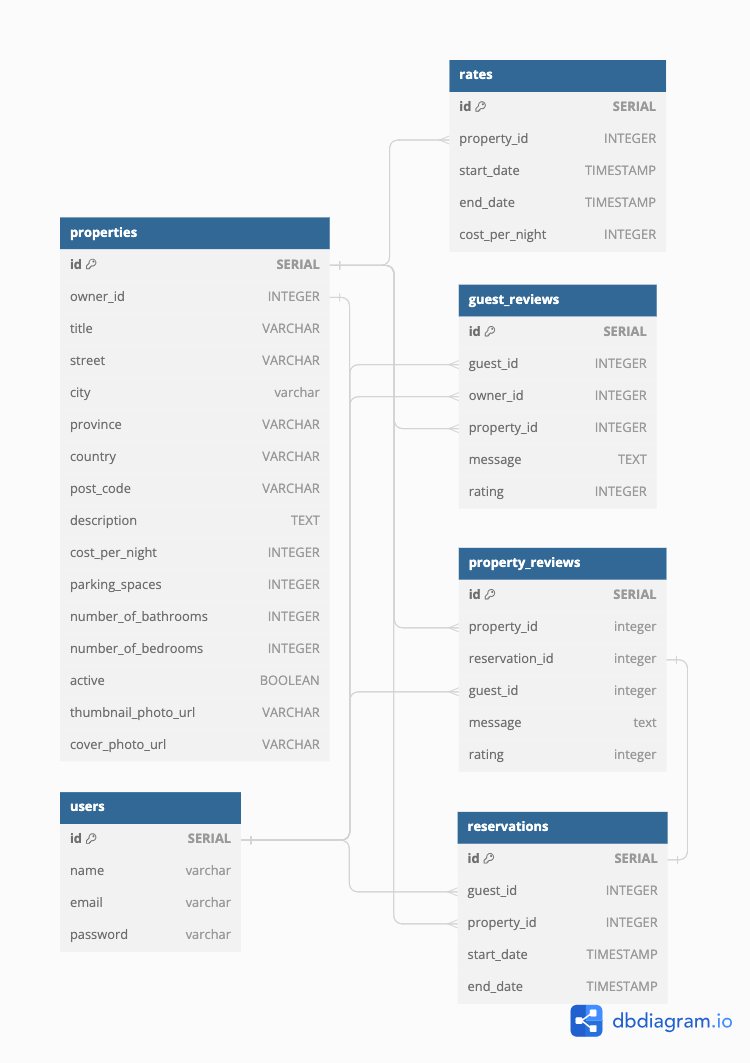 rates
id SERIAL
property_id INTEGER
start_date TIMESTAMP
end_date TIMESTAMP
cost_per_night INTEGER
properties
id SERIAL
owner_id INTEGER
title VARCHAR
street VARCHAR
city varchar
province VARCHAR
country VARCHAR
post_code VARCHAR
description TEXT
cost_per_night INTEGER
parking_spaces INTEGER
number_of_bathrooms INTEGER
number_of_bedrooms INTEGER
active BOOLEAN
thumbnail_photo_url VARCHAR
cover_photo_url VARCHAR
guest_reviews
id SERIAL
guest_id INTEGER
owner_id INTEGER
property_id INTEGER
message TEXT
rating INTEGER
property_reviews
id SERIAL
property_id integer
reservation_id integer
guest_id integer
message text
rating integer
users
id SERIAL
name varchar
email varchar
password varchar
reservations
id SERIAL
guest_id INTEGER
property_id INTEGER
start_date TIMESTAMP
end_date TIMESTAMP
dbdiagram.io